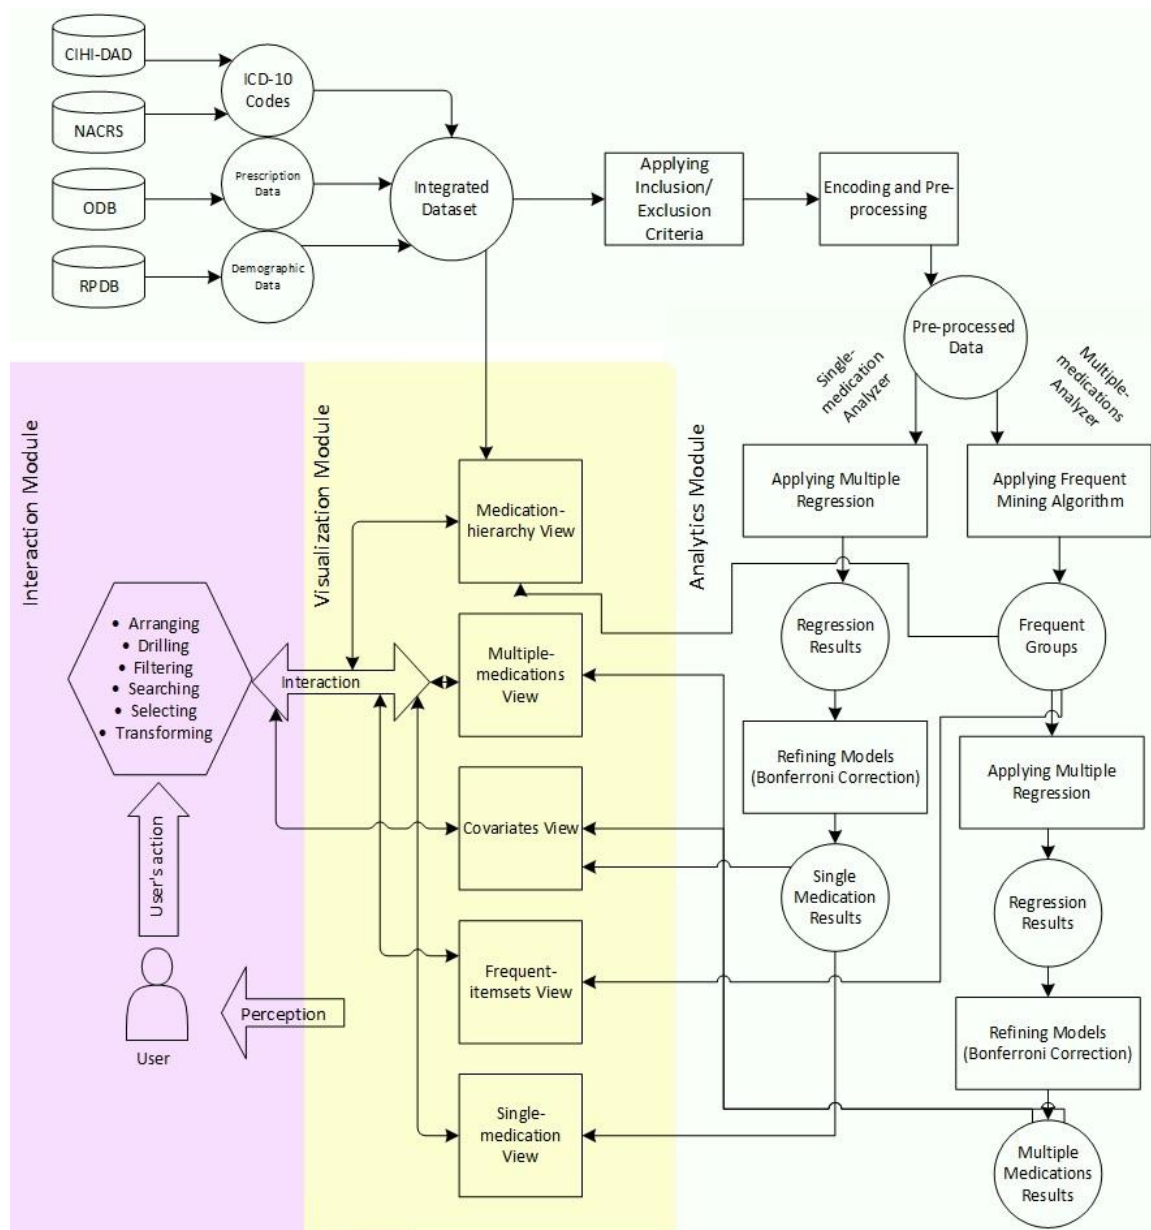 CIHI-DAD
NACRS
ODB
RPDB
ICD-10
Codes
Prescription
Data
Demographic
Data
Integrated
Dataset
Applying
Inclusion/
Exclusion
Criteria
Encoding and Pre-
processing
Pre-processed
Data
Single-
medication
Analyzer
Multiple-
medications
Analyzer
Interaction Module
Visualization Module
Analytics Module
Applying Multiple
Regression
Applying Frequent
Mining Algorithm
Medication-
hierarchy View
Regression
Results
Frequent
Groups
• Arranging
• Drilling
• Filtering
• Searching
• Selecting
• Transforming
Interaction
Multiple-
medications
View
Refining Models
(Bonferroni Correction)
Applying Multiple
Regression
Covariates View
User's action
Single
Medication
Results
Regression
Results
Frequent-
itemsets View
Perception
User
Refining Models
(Bonferroni Correction)
Single-
medication
View
Multiple
Medications
Results